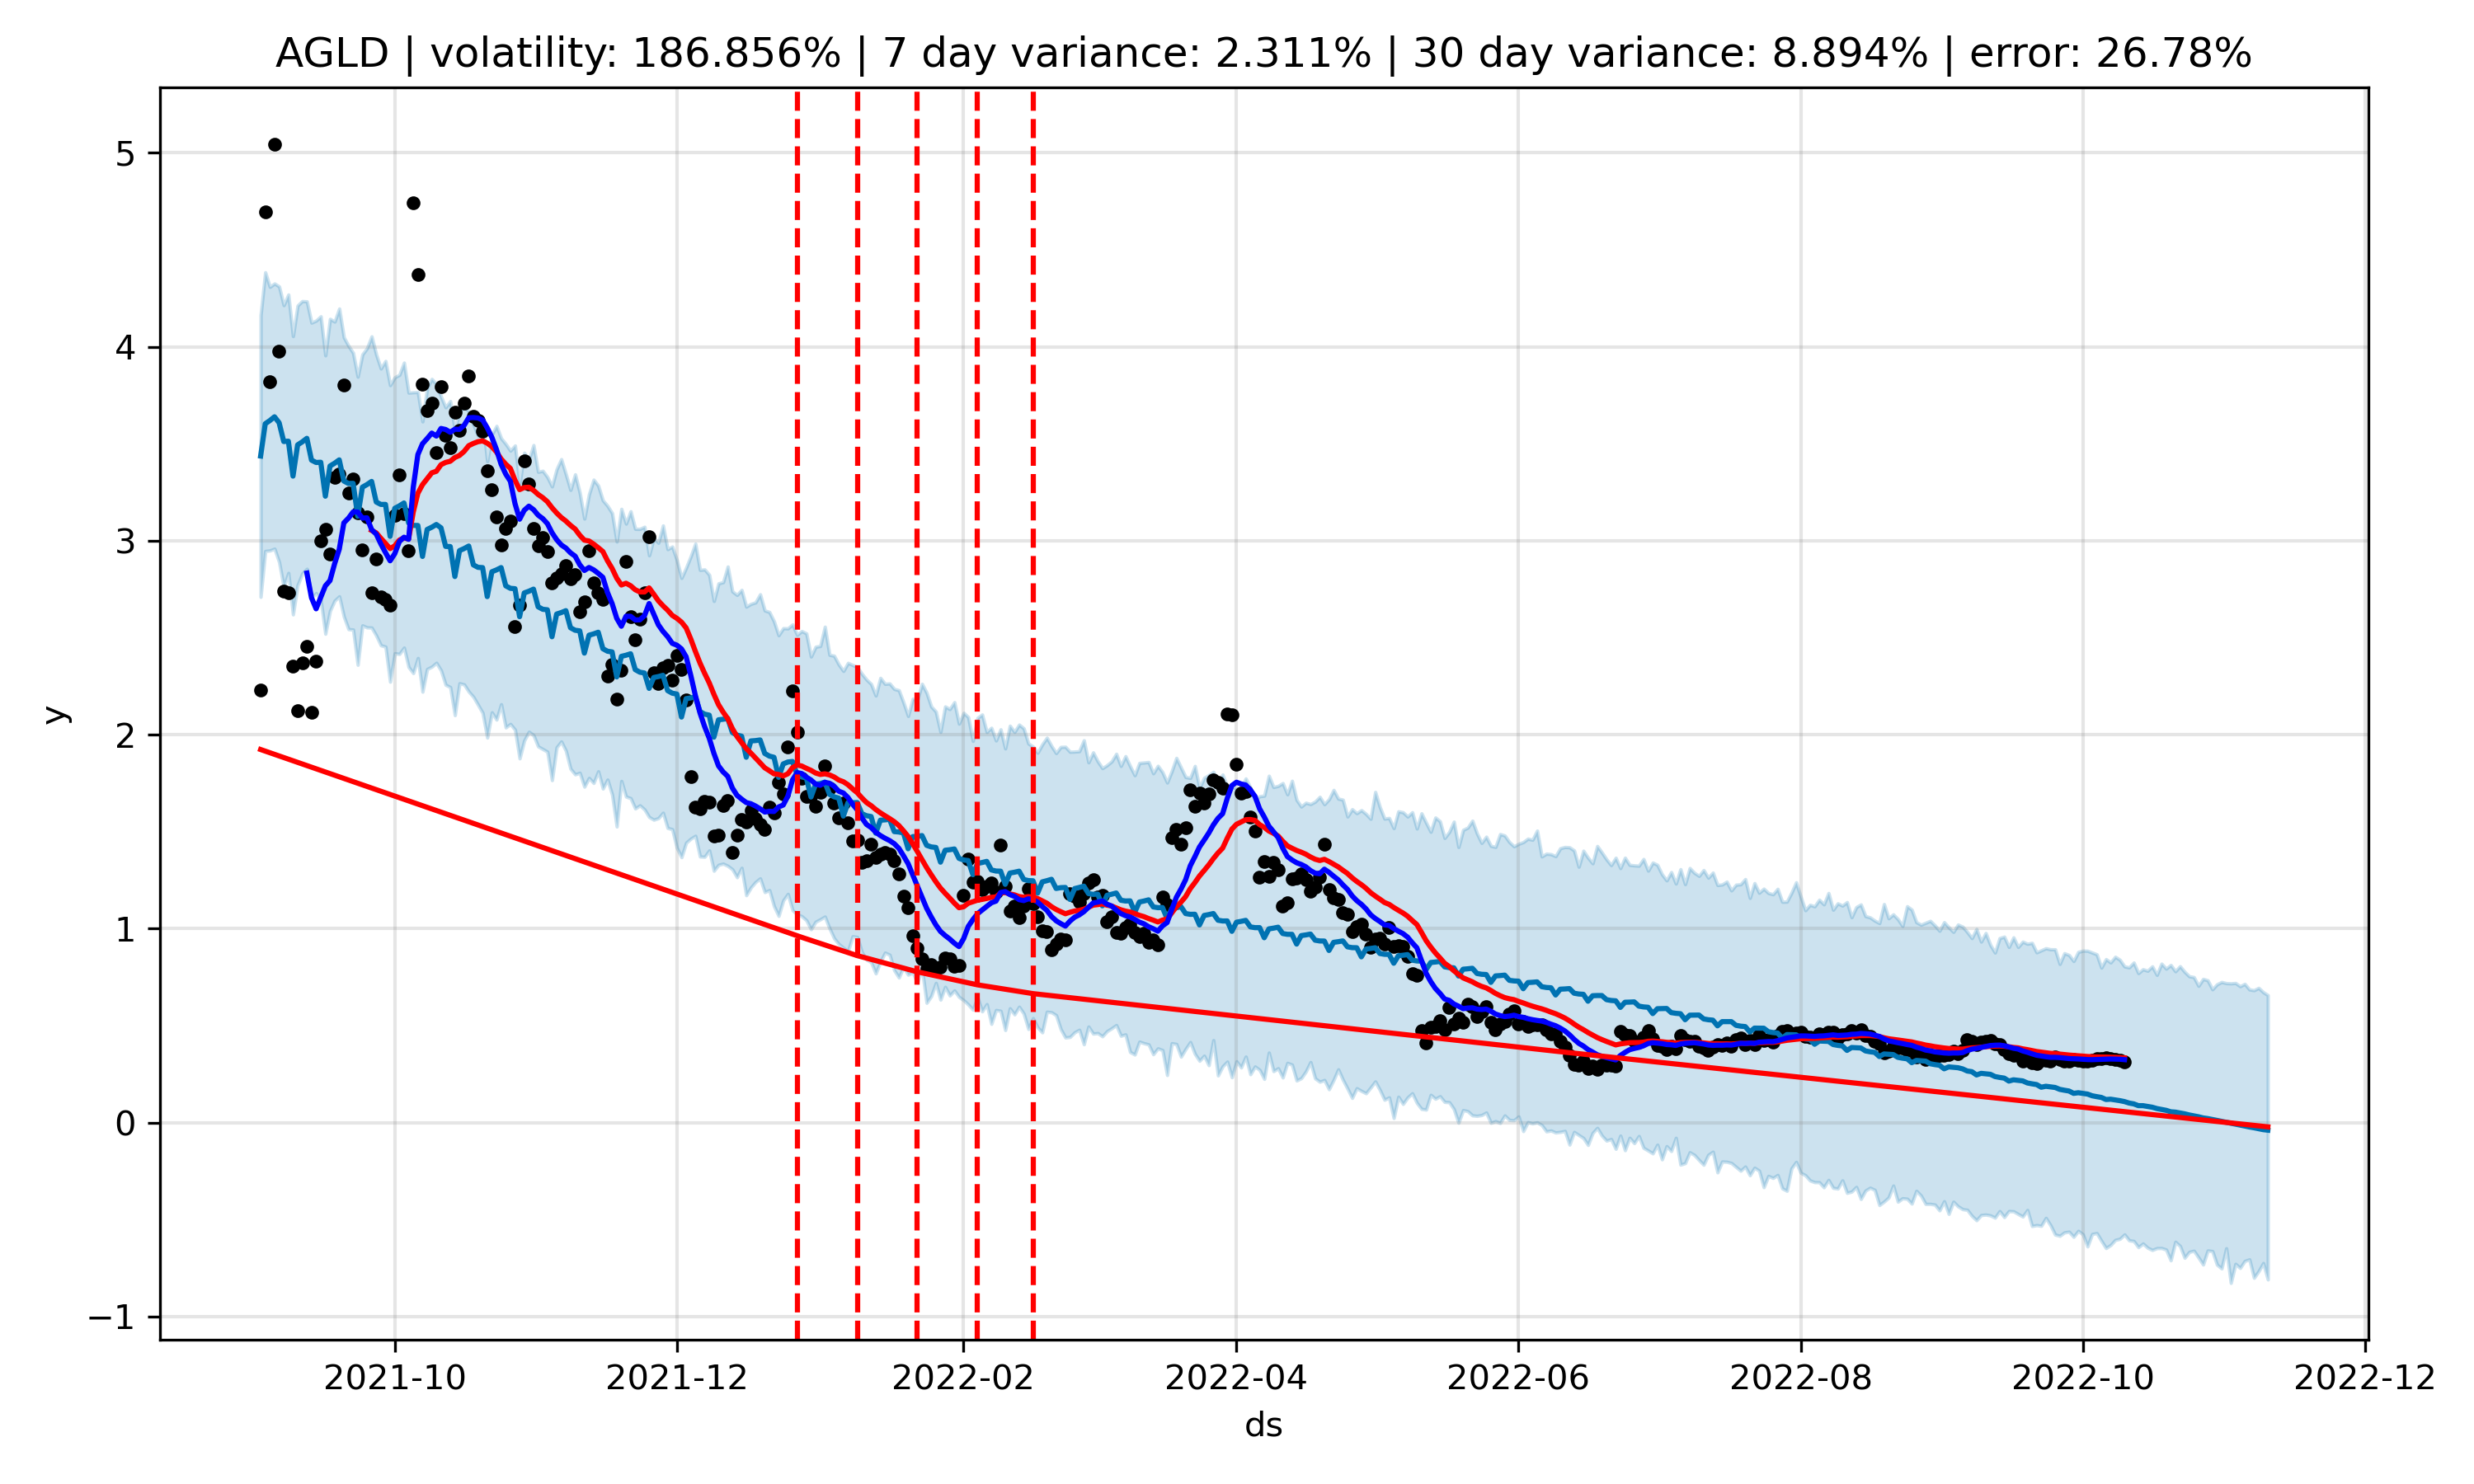 AGLD | volatility: 186.856% | 7 day variance: 2.311% | 30 day variance: 8.894% | error: 26.78%
5
4
3
2
1
0
−1
y
2021-10 2021-12 2022-02 2022-04 2022-06 2022-08 2022-10 2022-12
ds